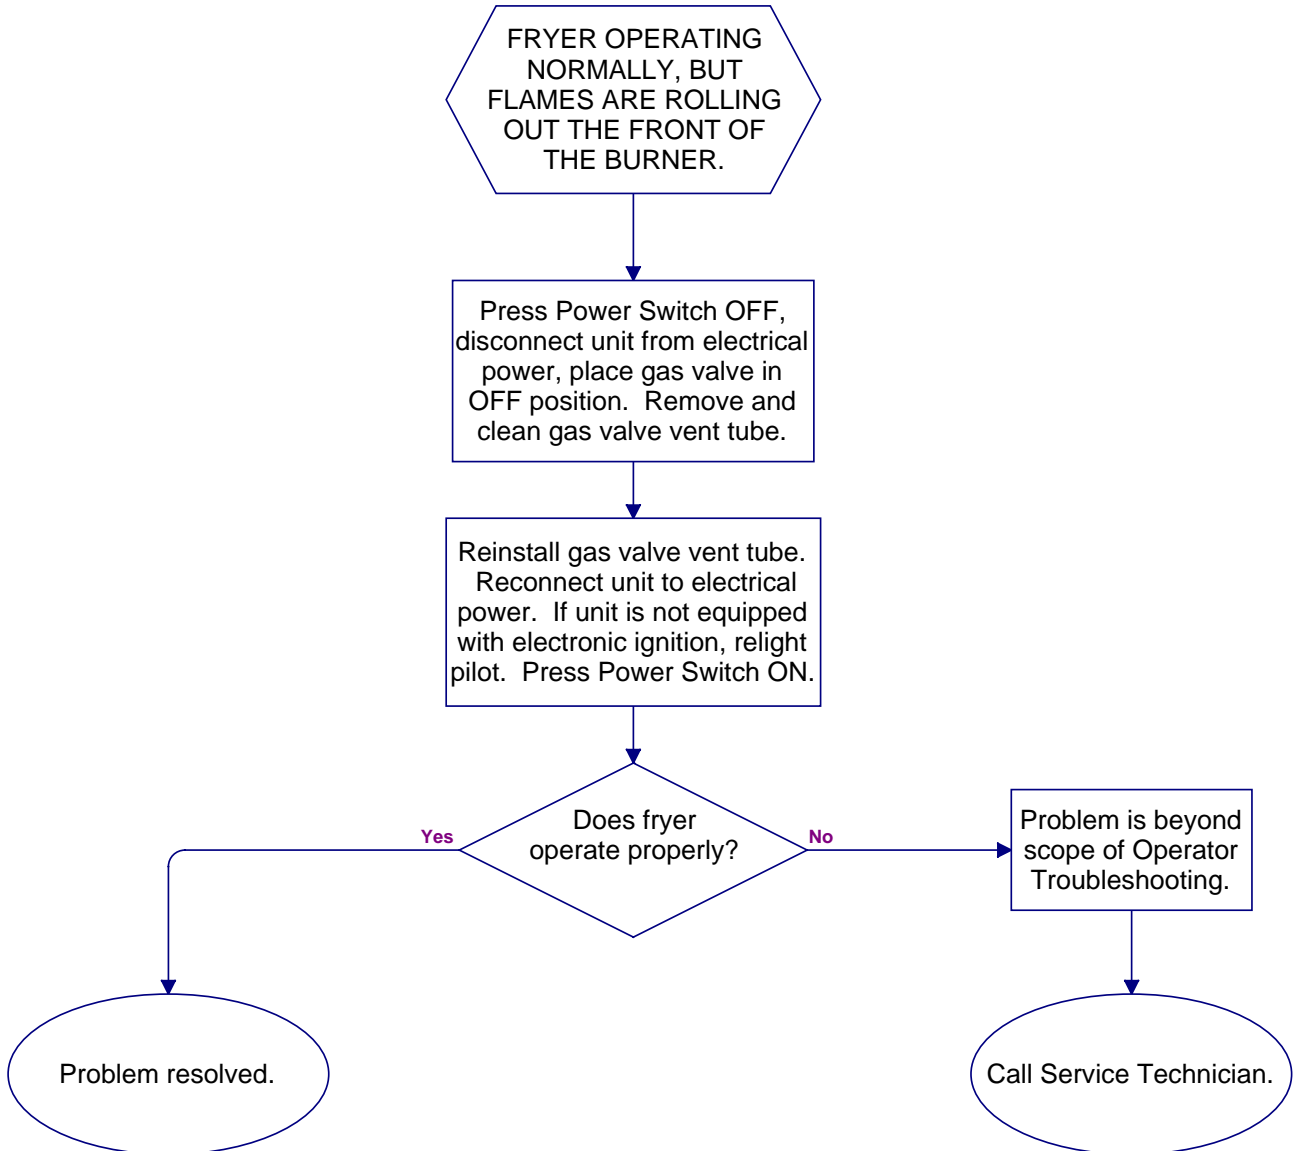 FRYER OPERATING
NORMALLY, BUT
FLAMES ARE ROLLING
OUT THE FRONT OF
THE BURNER.
Press Power Switch OFF,
disconnect unit from electrical
power, place gas valve in
OFF position.  Remove and
clean gas valve vent tube.
Reinstall gas valve vent tube.
Reconnect unit to electrical
power.  If unit is not equipped
with electronic ignition, relight
pilot.  Press Power Switch ON.
Does fryer
operate properly?
Yes
No
Problem is beyond
scope of Operator
Troubleshooting.
Problem resolved.
Call Service Technician.